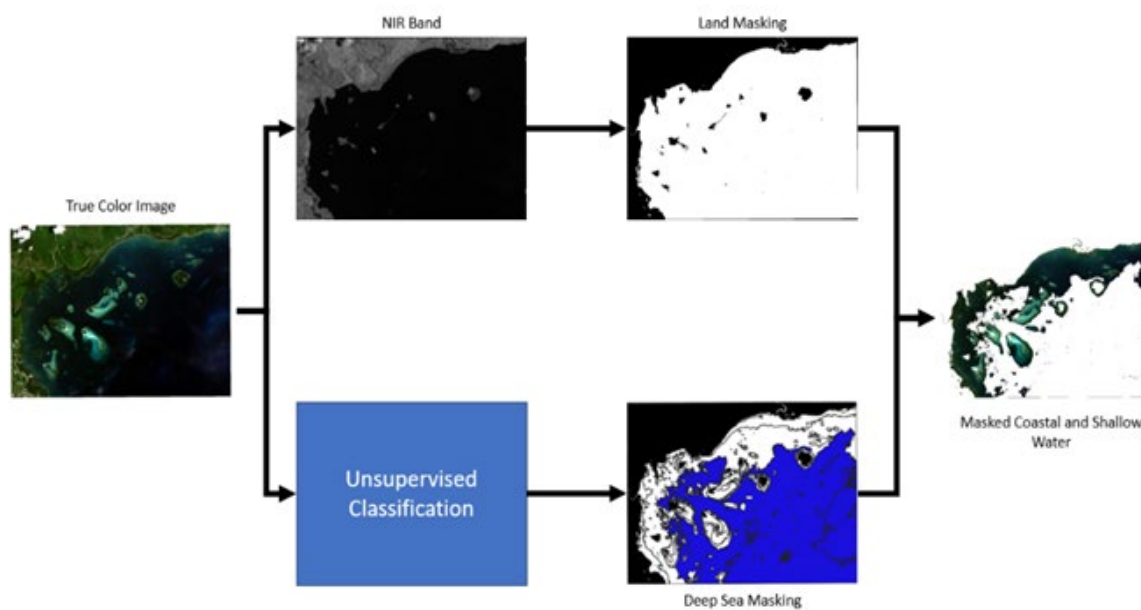 NIR Band
Land Masking
True Color Image
Unsupervised
Classification
Masked Coastal and Shallow
Water
Deep Sea Masking